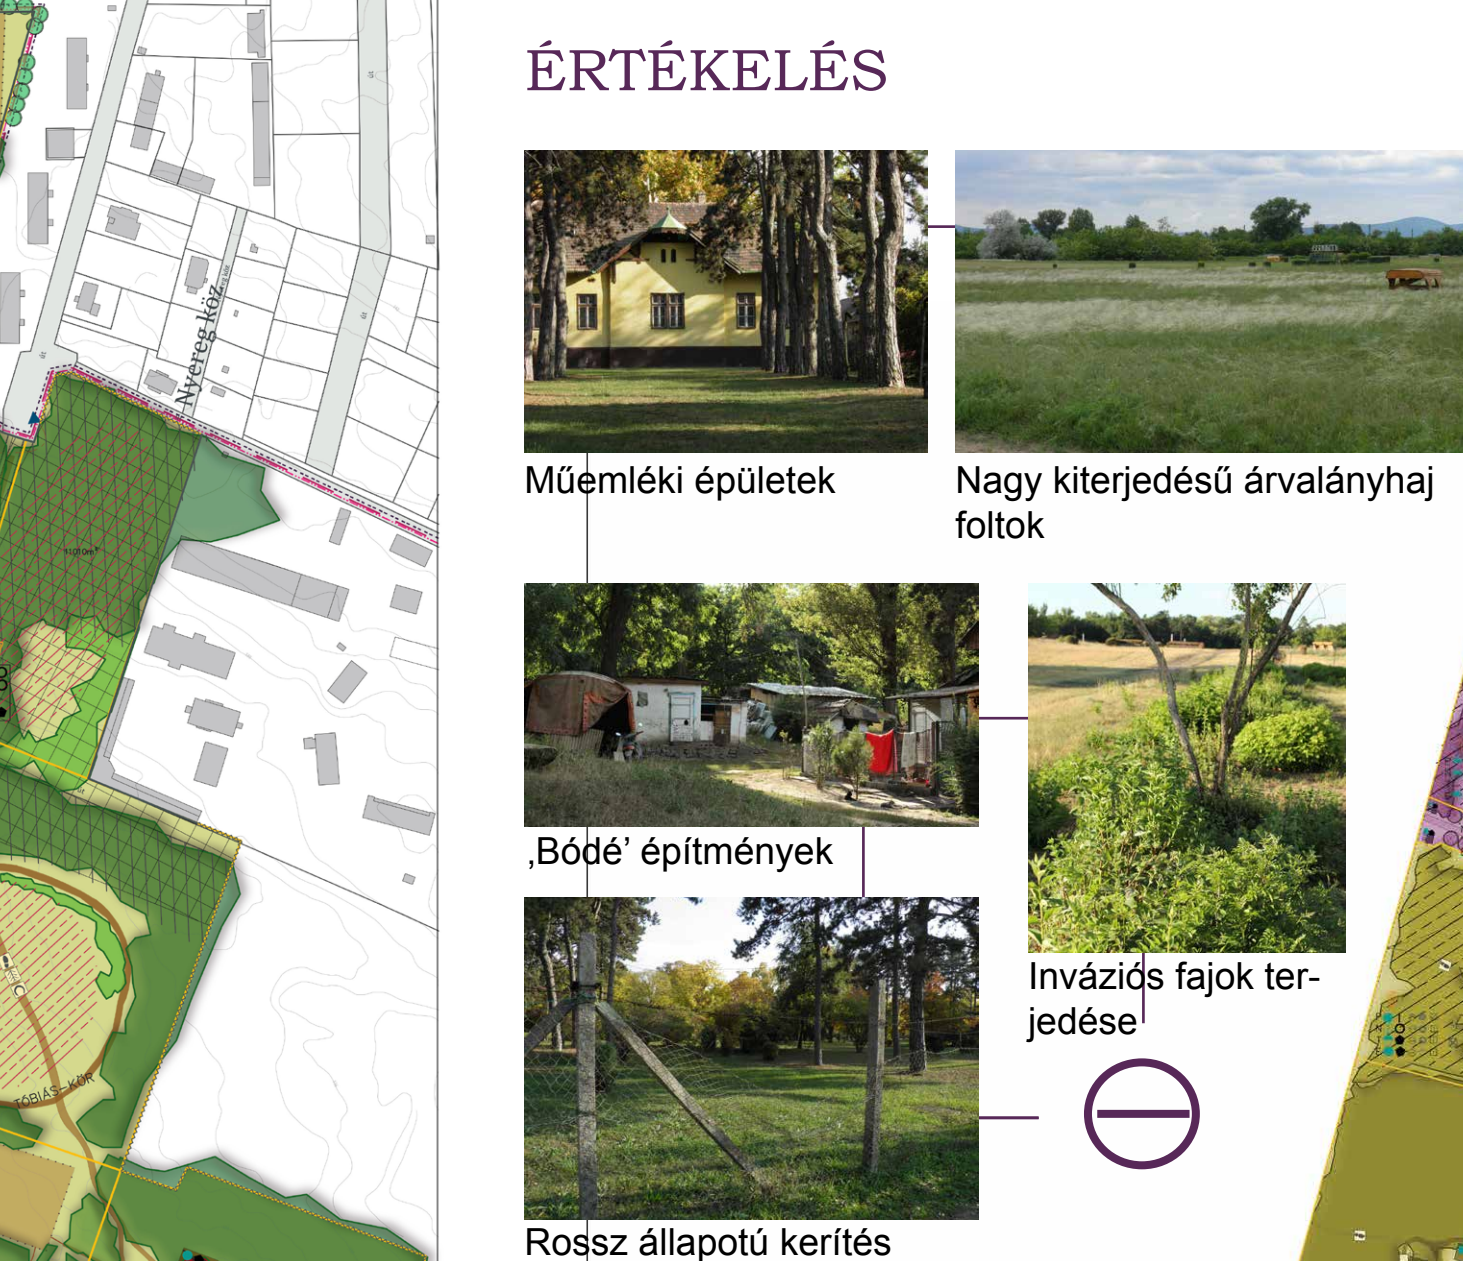 ÉRTÉKELÉS
Műemléki épületek
Nagy kiterjedésű árvalányhaj
foltok
‚Bódé’ építmények
Inváziós fajok ter-
jedése
Rossz állapotú kerítés
Nyereg köz
11010m²
TÓBIÁS-KÖR